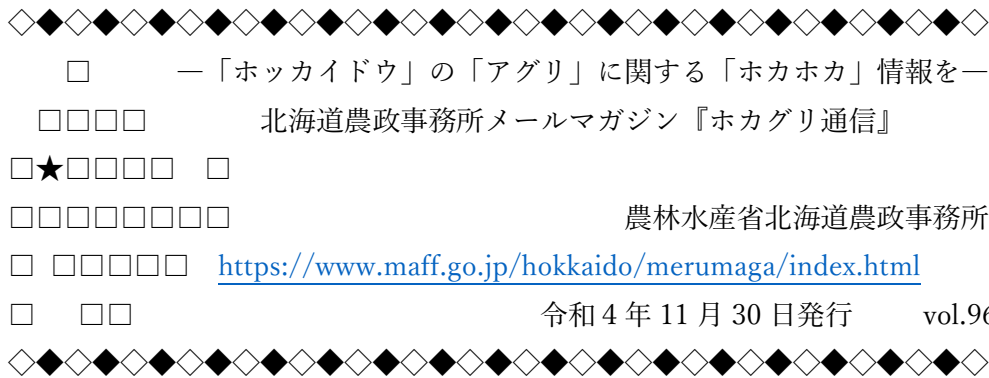 ◇◆◇◆◇◆◇◆◇◆◇◆◇◆◇◆◇◆◇◆◇◆◇◆◇◆◇◆◇◆◇◆◇◆◇
□ ―「ホッカイドウ」の「アグリ」に関する「ホカホカ」情報を―
□□□□ 北海道農政事務所メールマガジン『ホカグリ通信』
□★□□□□ □
□□□□□□□□ 農林水産省北海道農政事務所
□ □□□□□ https://www.maff.go.jp/hokkaido/merumaga/index.html
□ □□ 令和4年11月30日発行 vol.96
◇◆◇◆◇◆◇◆◇◆◇◆◇◆◇◆◇◆◇◆◇◆◇◆◇◆◇◆◇◆◇◆◇◆◇